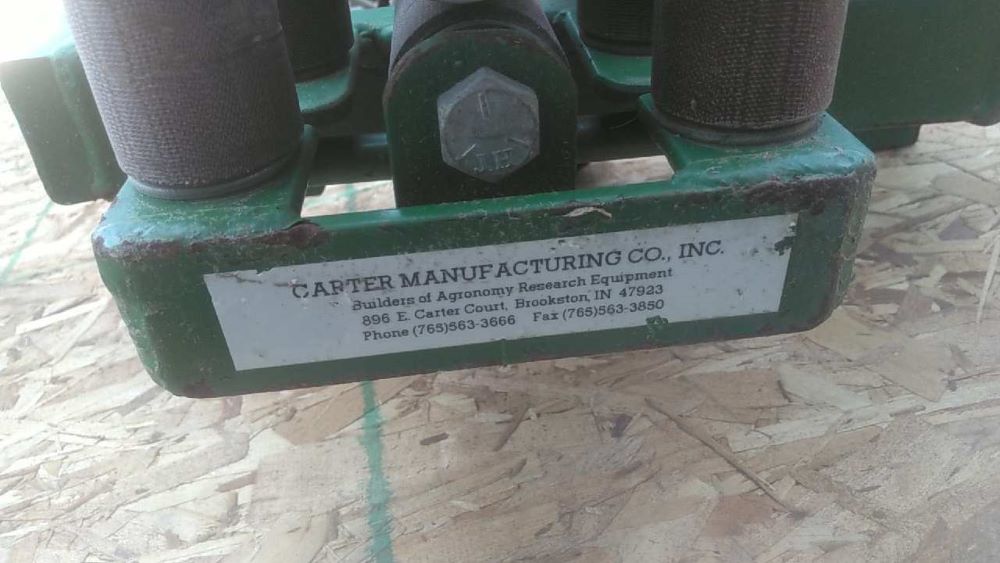 JH
CARTER MANUFACTURING CO., INC.
Builders of Agronomy Research Equipment
896 E. Carter Court, Brookston, IN 47923
Phone (765)563-3666 Fax (765)563-3850